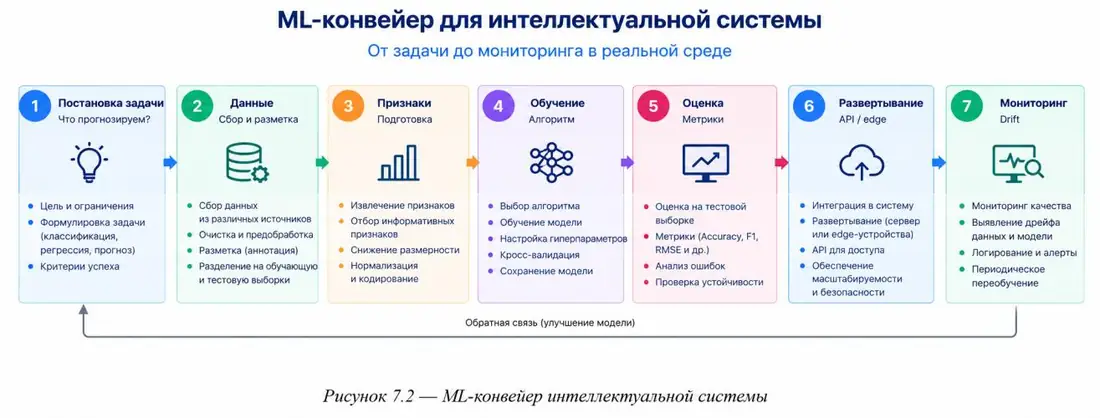 ML-конвейер для интеллектуальной системы
От задачи до мониторинга в реальной среде
1
Постановка задачи
Что прогнозируем?
Цель и ограничения
Формулировка задачи
(классификация,
регрессия, прогноз)
Критерии успеха
2
Данные
Сбор и разметка
Сбор данных
из различных источников
Очистка и предобработка
Разметка (аннотация)
Разделение на обучающую
и тестовую выборки
3
Признаки
Подготовка
Извлечение признаков
Отбор информативных
признаков
Снижение размерности
Нормализация
и кодирование
4
Обучение
Алгоритм
Выбор алгоритма
Обучение модели
Настройка гиперпараметров
Кросс-валидация
Сохранение модели
5
Оценка
Метрики
Оценка на тестовой
выборке
Метрики (Accuracy, F1,
RMSE и др.)
Анализ ошибок
Проверка устойчивости
6
Развертывание
API / edge
Интеграция в систему
Развертывание (сервер
или edge-устройства)
API для доступа
Обеспечение
масштабируемости
и безопасности
7
Мониторинг
Drift
Мониторинг качества
Выявление дрейфа
данных и модели
Логирование и алерты
Периодическое
переобучение
Обратная связь (улучшение модели)
Рисунок 7.2 — ML-конвейер интеллектуальной системы